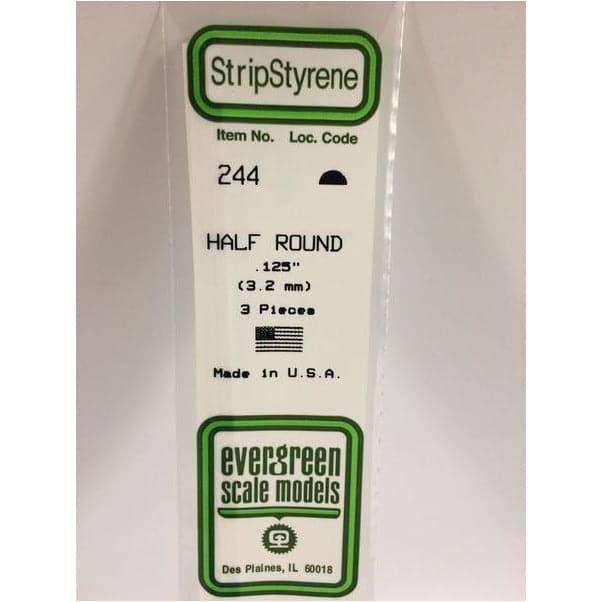 StripStyrene
Item No. Loc. Code
244
HALF ROUND
.125"
(3.2 mm)
3 Pieces
Made in U.S.A.
evergreen
scale models
Des Plaines, IL 60018